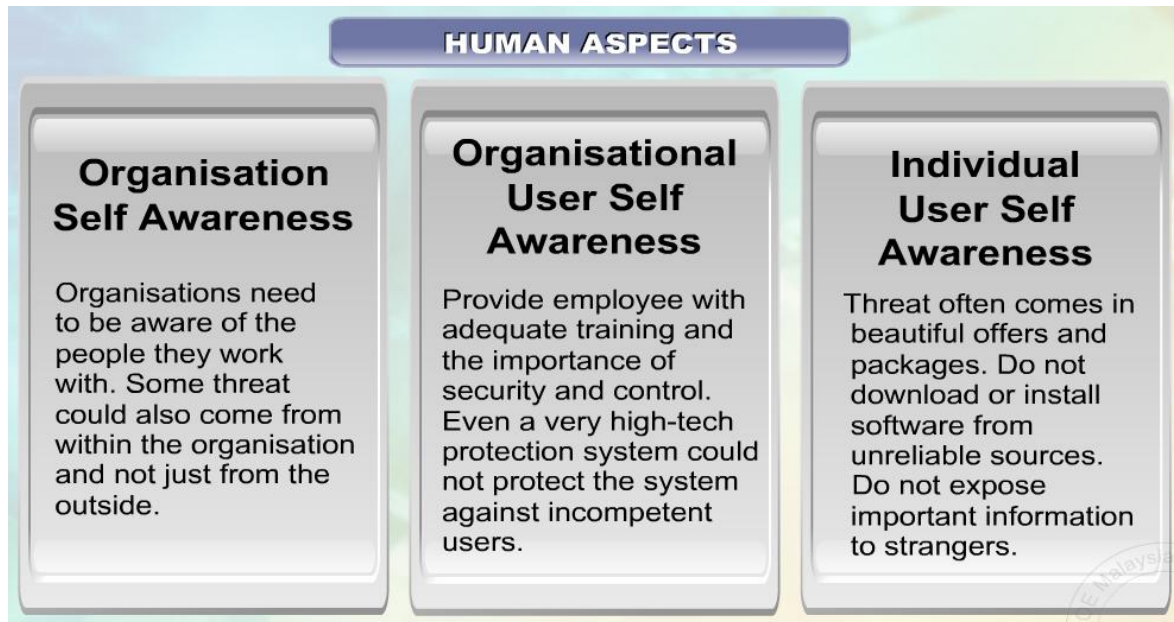 HUMAN ASPECTS
Organisation
Self Awareness
Organisations need
to be aware of the
people they work
with. Some threat
could also come from
within the organisation
and not just from the
outside.
Organisational
User Self
Awareness
Provide employee with
adequate training and
the importance of
security and control.
Even a very high-tech
protection system could
not protect the system
against incompetent
users.
Individual
User Self
Awareness
Threat often comes in
beautiful offers and
packages. Do not
download or install
software from
unreliable sources.
Do not expose
important information
to strangers.
Malaysia